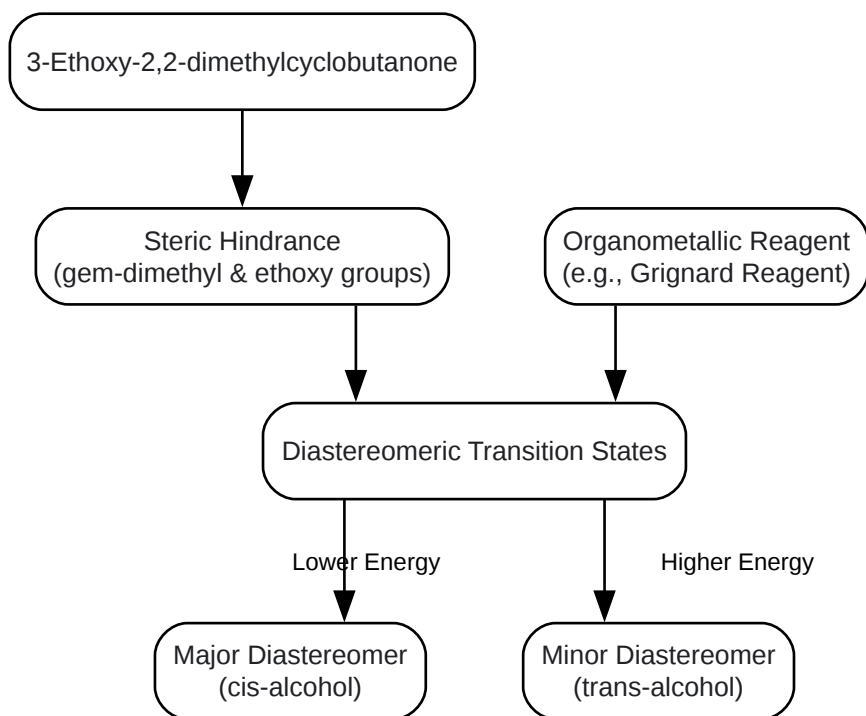 3-Ethoxy-2,2-dimethylcyclobutanone
Steric Hindrance
(gem-dimethyl & ethoxy groups)
Organometallic Reagent
(e.g., Grignard Reagent)
Diastereomeric Transition States
Lower Energy
Higher Energy
Major Diastereomer
(cis-alcohol)
Minor Diastereomer
(trans-alcohol)